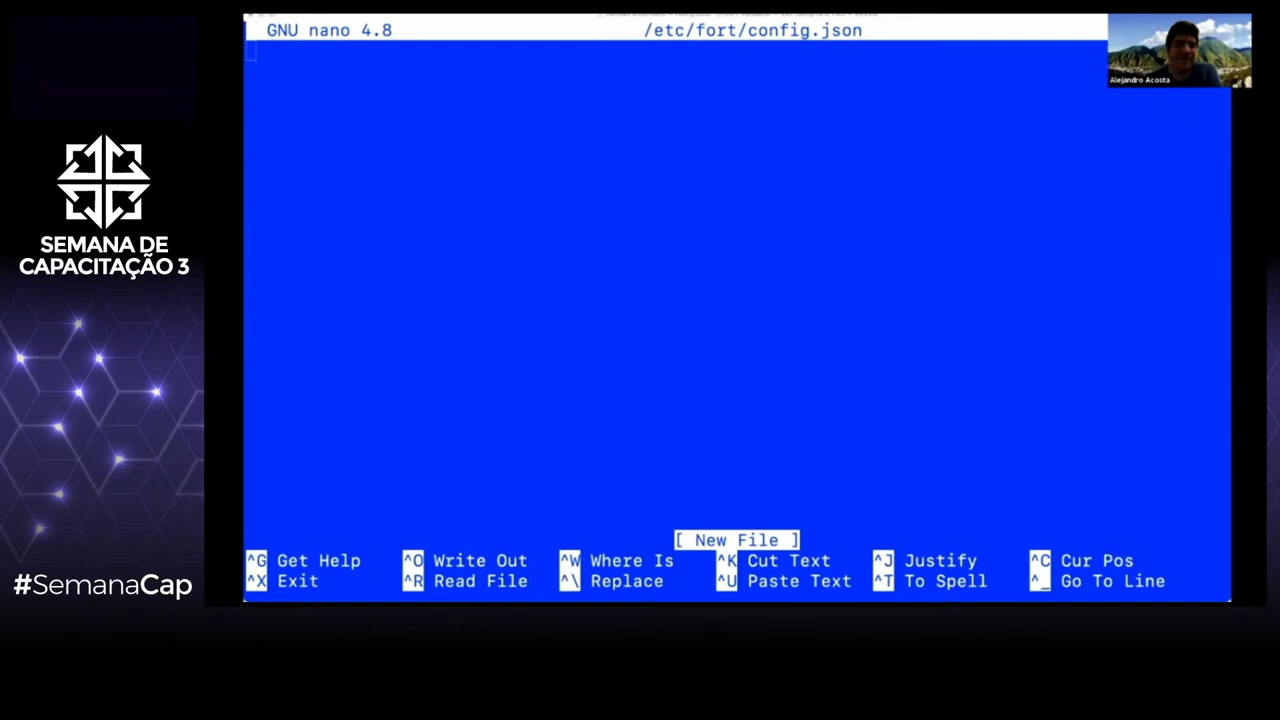 GNU nano 4.8 /etc/fort/config.json
Alejandro Acosta
SEMANA DE
CAPACITAÇÃO 3
#SemanaCap
[ New File ]
^G Get Help ^O Write Out ^W Where Is ^K Cut Text ^J Justify ^C Cur Pos
^X Exit ^R Read File ^\ Replace ^U Paste Text ^T To Spell ^_ Go To Line